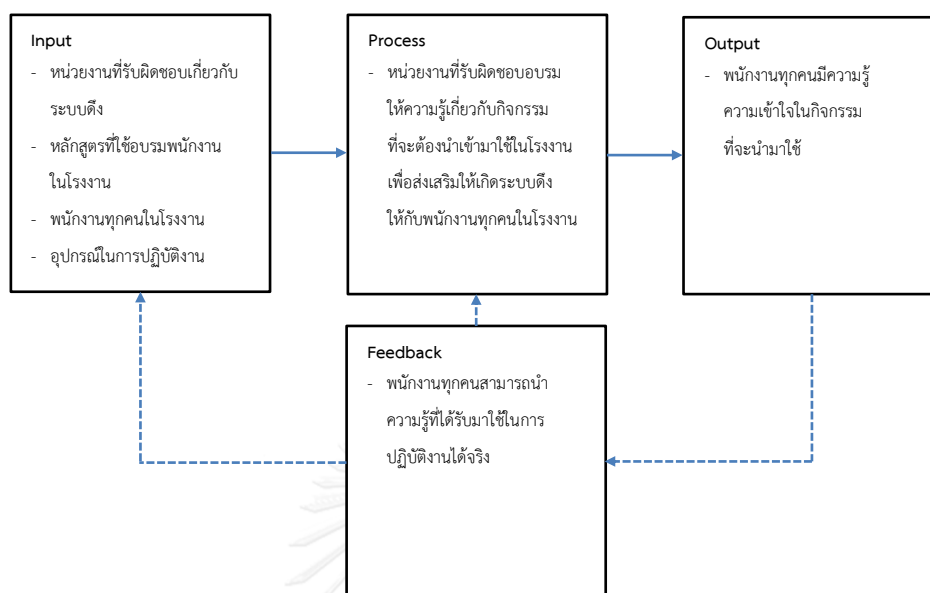 Input
- หน่วยงานที่รับผิดชอบเกี่ยวกับ
ระบบดึง
- หลักสูตรที่ใช้อบรมพนักงาน
ในโรงงาน
- พนักงานทุกคนในโรงงาน
- อุปกรณ์ในการปฏิบัติงาน
Process
- หน่วยงานที่รับผิดชอบอบรม
ให้ความรู้เกี่ยวกับกิจกรรม
ที่จะต้องนำเข้ามาใช้ในโรงงาน
เพื่อส่งเสริมให้เกิดระบบดึง
ให้กับพนักงานทุกคนในโรงงาน
Output
- พนักงานทุกคนมีความรู้
ความเข้าใจในกิจกรรม
ที่จะนำมาใช้
Feedback
- พนักงานทุกคนสามารถนำ
ความรู้ที่ได้รับมาใช้ในการ
ปฏิบัติงานได้จริง